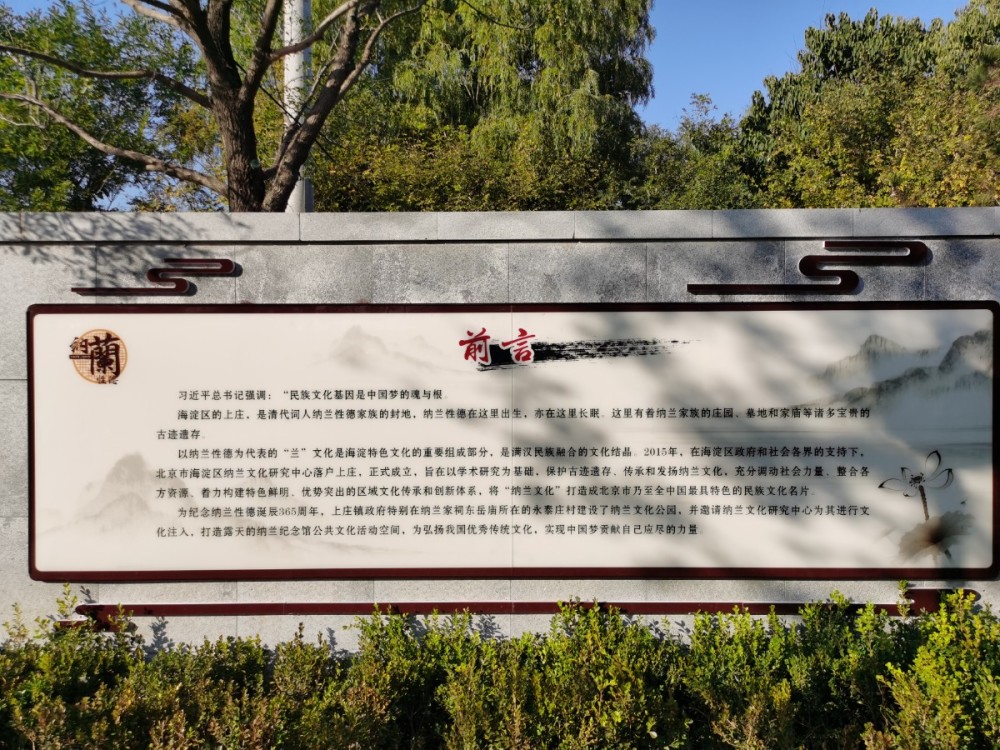 纳
蘭
前言
习近平总书记强调：“民族文化基因是中国梦的魂与根
海淀区的上庄，是清代词人纳兰性德家族的封地，纳兰性德在这里出生，亦在这里长眠。这里有着纳兰家族的庄园、墓地和家庙等诸多宝贵的
古迹遗存。
以纳兰性德为代表的“兰”文化是海淀特色文化的重要组成部分，是满汉民族融合的文化结晶。2015年，在海淀区政府和社会各界的支持下，
北京市海淀区纳兰文化研究中心落户上庄，正式成立，旨在以学术研究为基础，保护古迹遗存、传承和发扬纳兰文化，充分调动社会力量、整合各
方资源、着力构建特色鲜明、优势突出的区域文化传承和创新体系，将“纳兰文化”打造成北京市乃至全中国最具特色的民族文化名片。
为纪念纳兰性德诞辰365周年，上庄镇政府特别在纳兰家祠东岳庙所在的永泰庄村建设了纳兰文化公园，并邀请纳兰文化研究中心为其进行文
化注入，打造露天的纳兰纪念馆公共文化活动空间，为弘扬我国优秀传统文化，实现中国梦贡献自己应尽的力量。